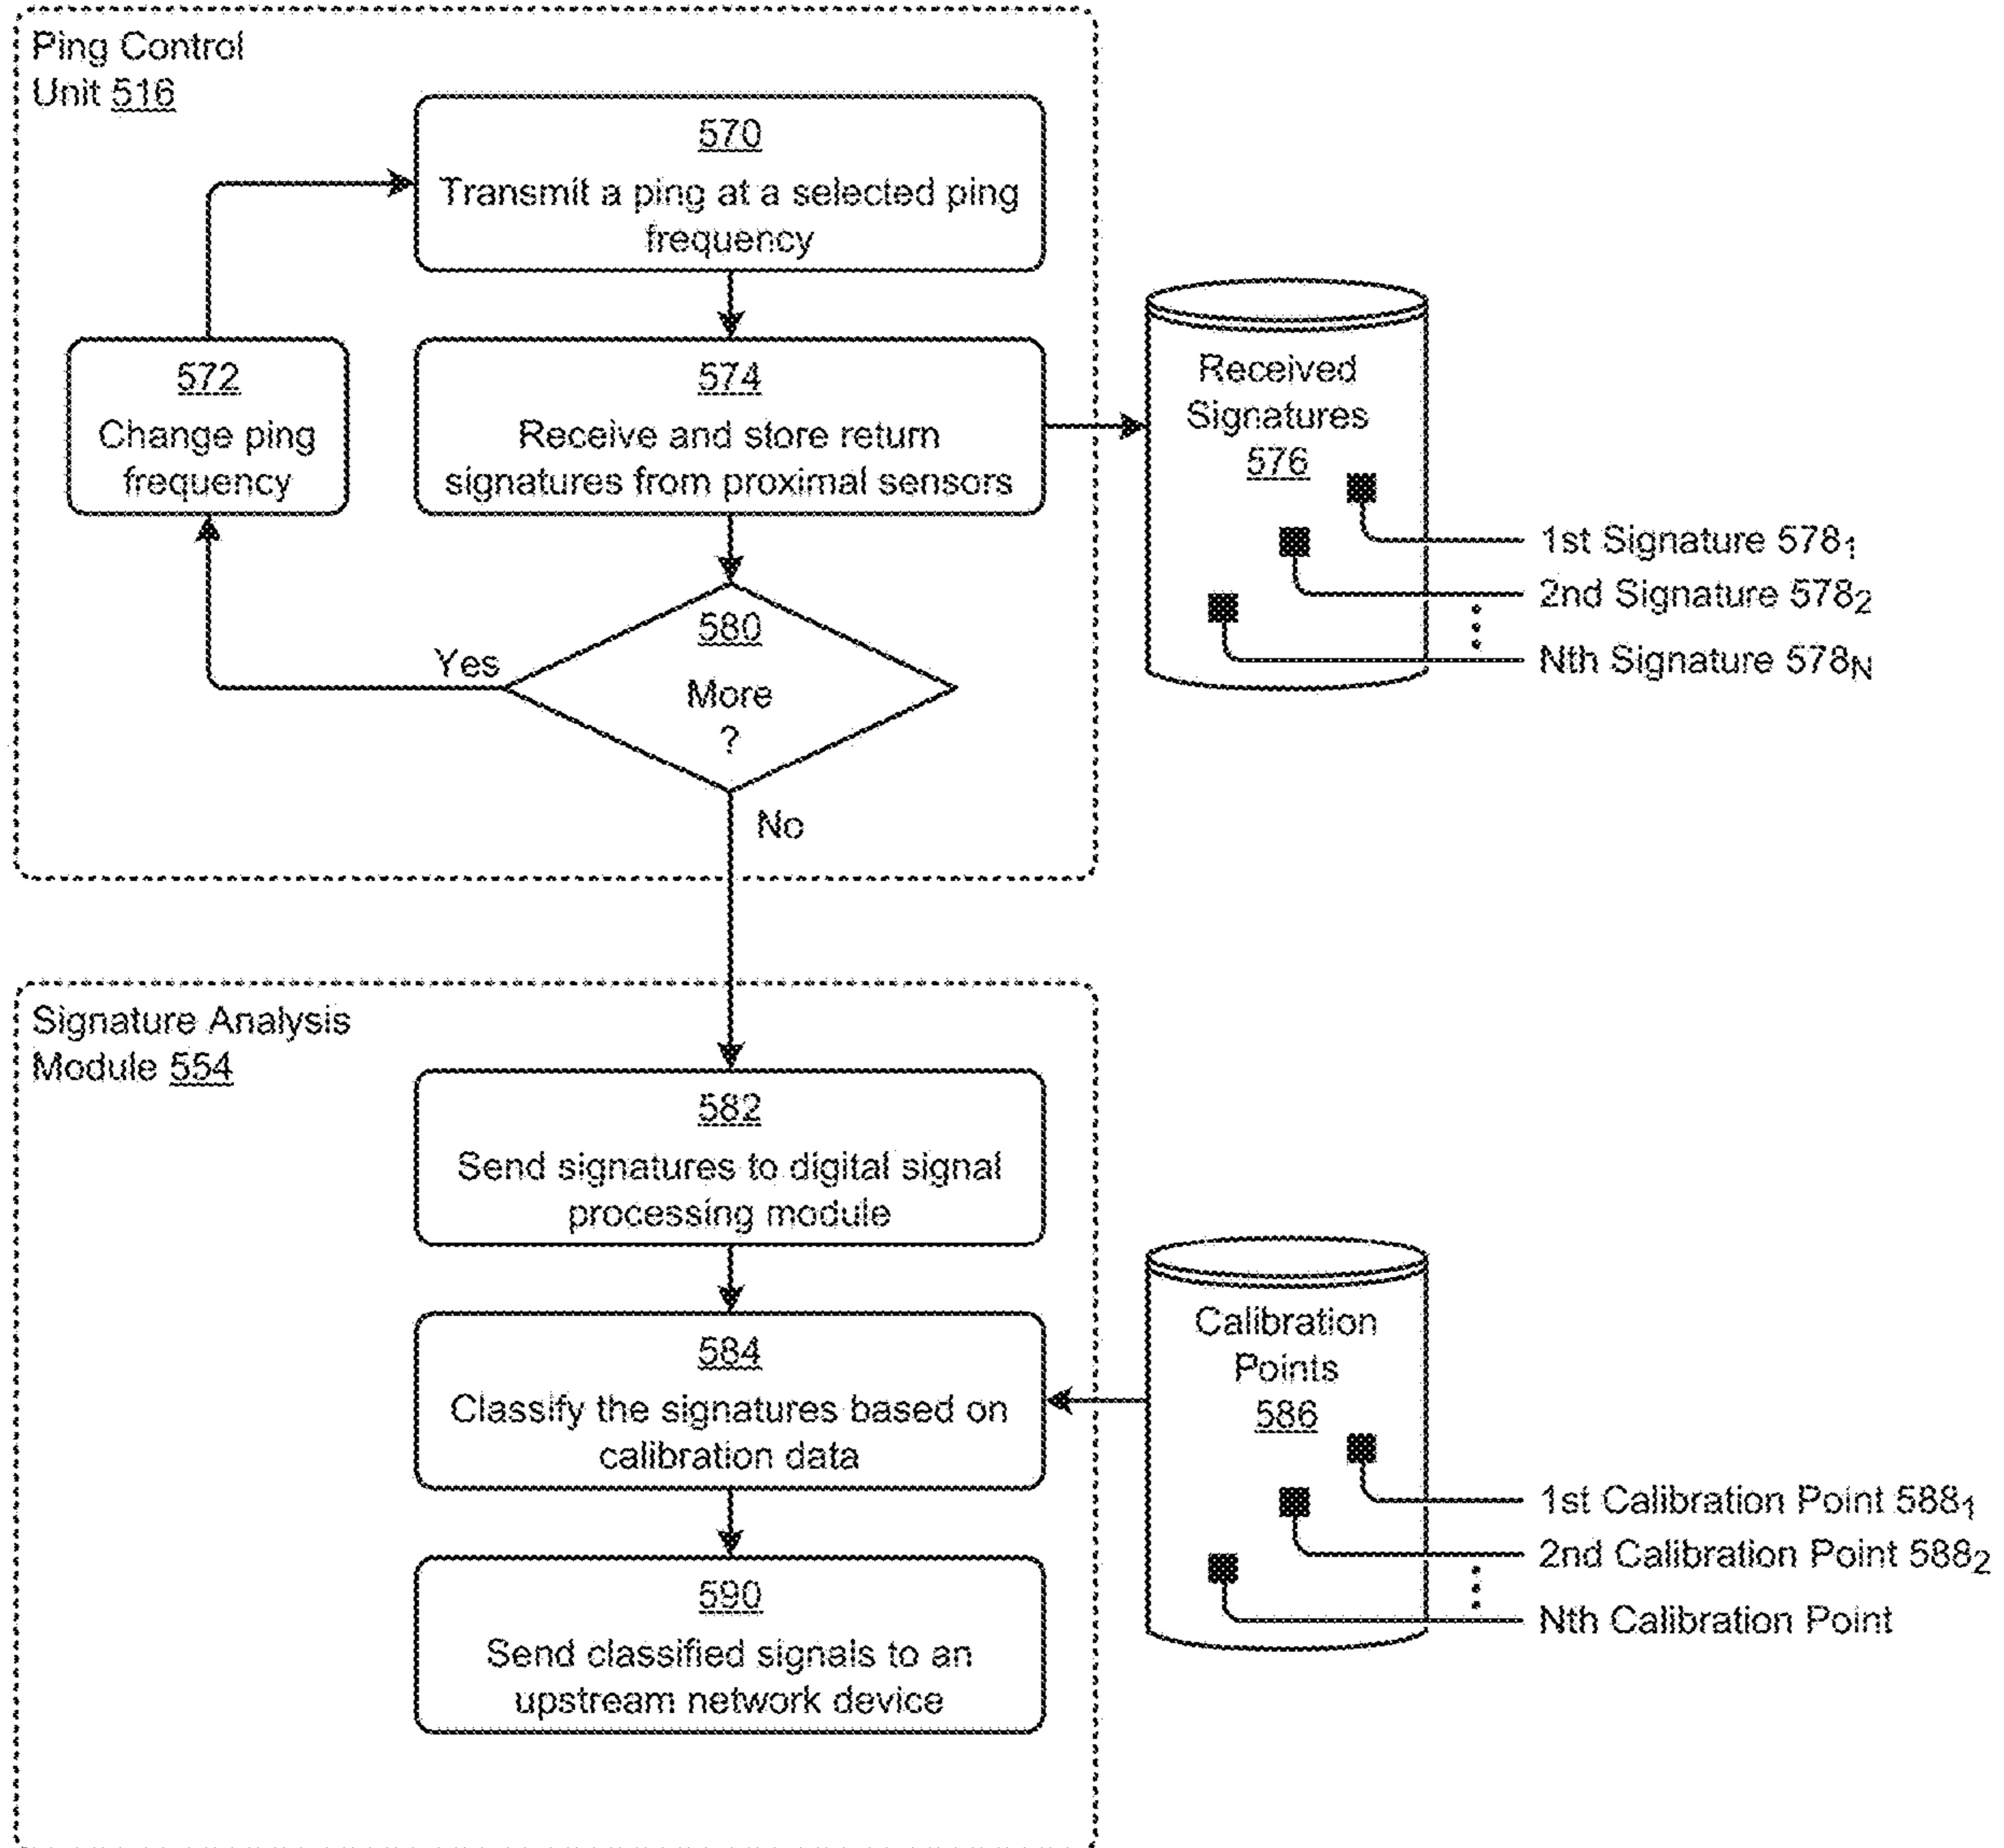 Ping Control
Unit 516
570
Transmit a ping at a selected ping
frequency
572
Change ping
frequency
574
Receive and store return
signatures from proximal sensors
Received
Signatures
576
1st Signature 578₁
2nd Signature 578₂
Nth Signature 578N
580
More
?
Yes
No
Signature Analysis
Module 554
582
Send signatures to digital signal
processing module
584
Classify the signatures based on
calibration data
Calibration
Points
586
1st Calibration Point 588₁
2nd Calibration Point 588₂
Nth Calibration Point
590
Send classified signals to an
upstream network device